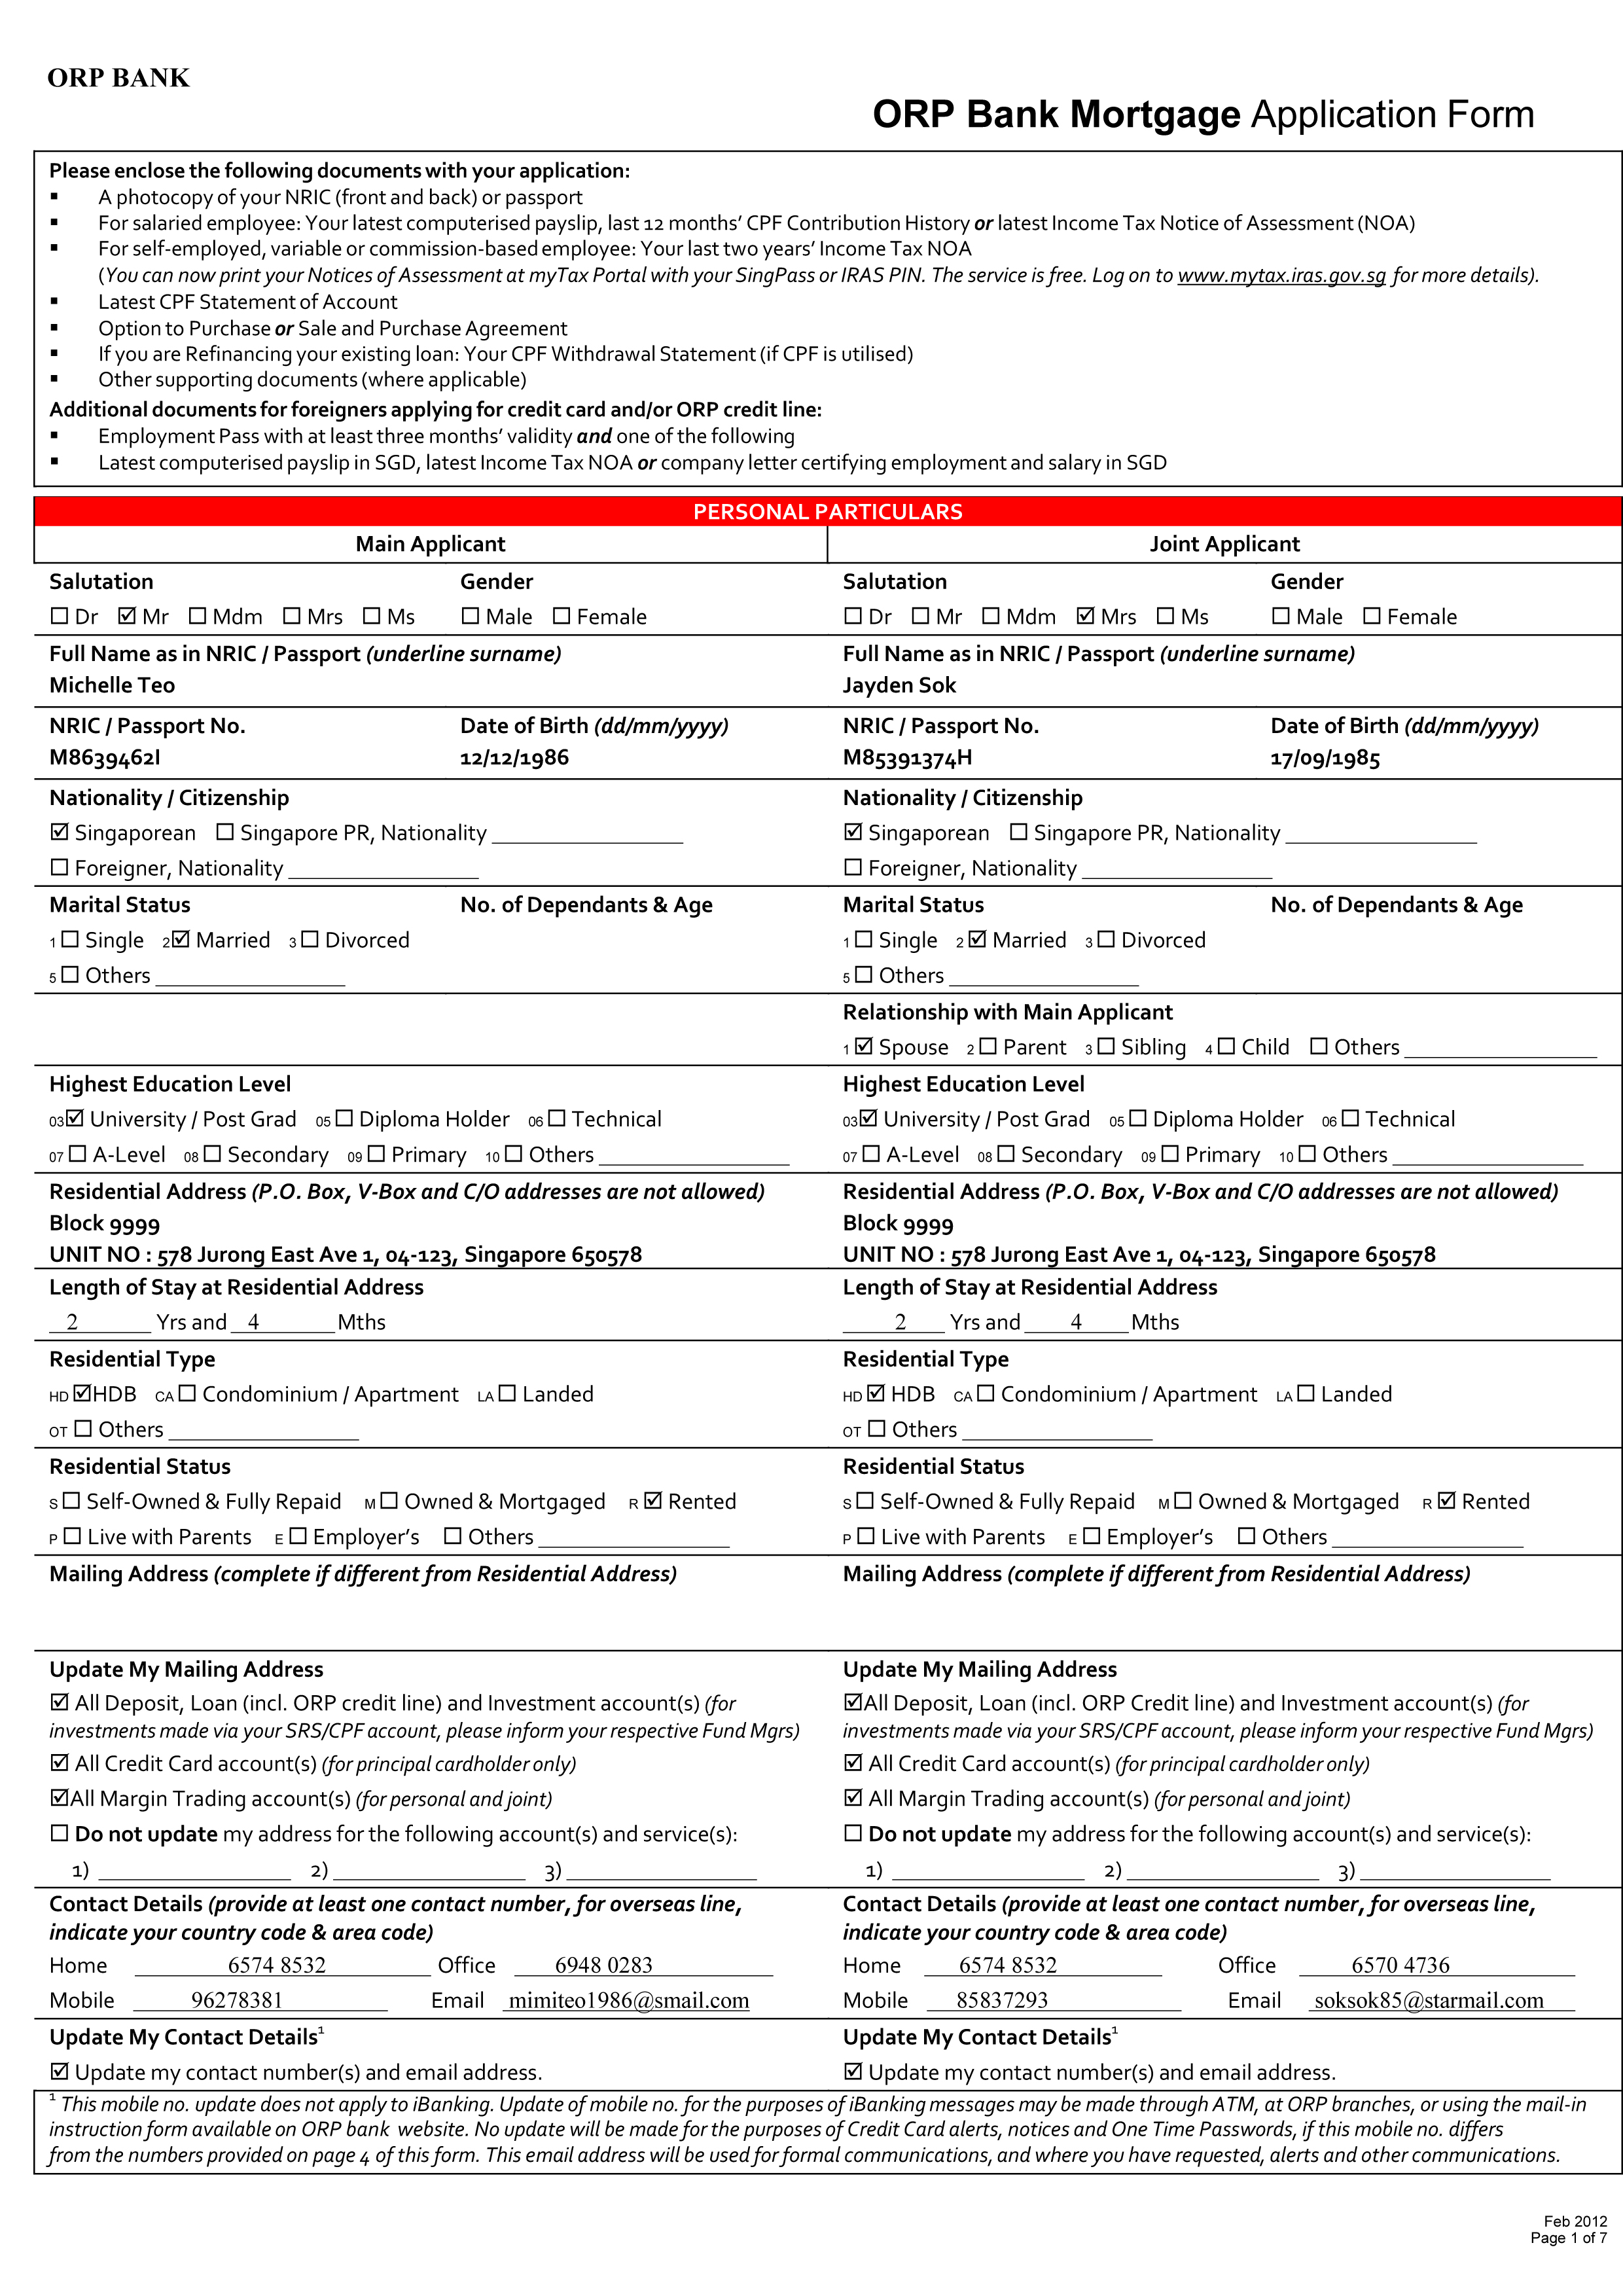 ORP BANK
ORP Bank Mortgage Application Form
Please enclose the following documents with your application:
▪ A photocopy of your NRIC (front and back) or passport
▪ For salaried employee: Your latest computerised payslip, last 12 months’ CPF Contribution History or latest Income Tax Notice of Assessment (NOA)
▪ For self-employed, variable or commission-based employee: Your last two years’ Income Tax NOA
(You can now print your Notices of Assessment at myTax Portal with your SingPass or IRAS PIN. The service is free. Log on to www.mytax.iras.gov.sg for more details).
▪ Latest CPF Statement of Account
▪ Option to Purchase or Sale and Purchase Agreement
▪ If you are Refinancing your existing loan: Your CPF Withdrawal Statement (if CPF is utilised)
▪ Other supporting documents (where applicable)
Additional documents for foreigners applying for credit card and/or ORP credit line:
▪ Employment Pass with at least three months’ validity and one of the following
▪ Latest computerised payslip in SGD, latest Income Tax NOA or company letter certifying employment and salary in SGD
PERSONAL PARTICULARS
Main Applicant Joint Applicant
Salutation Gender Salutation Gender
☐ Dr ☑ Mr ☐ Mdm ☐ Mrs ☐ Ms ☐ Male ☐ Female ☐ Dr ☐ Mr ☐ Mdm ☑ Mrs ☐ Ms ☐ Male ☐ Female
Full Name as in NRIC / Passport (underline surname) Full Name as in NRIC / Passport (underline surname)
Michelle Teo Jayden Sok
NRIC / Passport No. Date of Birth (dd/mm/yyyy) NRIC / Passport No. Date of Birth (dd/mm/yyyy)
M8639462I 12/12/1986 M85391374H 17/09/1985
Nationality / Citizenship Nationality / Citizenship
☑ Singaporean ☐ Singapore PR, Nationality ☑ Singaporean ☐ Singapore PR, Nationality
☐ Foreigner, Nationality ☐ Foreigner, Nationality
Marital Status No. of Dependants & Age Marital Status No. of Dependants & Age
1 ☐ Single 2 ☑ Married 3 ☐ Divorced 1 ☐ Single 2 ☑ Married 3 ☐ Divorced
5 ☐ Others 5 ☐ Others
Relationship with Main Applicant
1 ☑ Spouse 2 ☐ Parent 3 ☐ Sibling 4 ☐ Child ☐ Others
Highest Education Level Highest Education Level
03 ☑ University / Post Grad 05 ☐ Diploma Holder 06 ☐ Technical 03 ☑ University / Post Grad 05 ☐ Diploma Holder 06 ☐ Technical
07 ☐ A-Level 08 ☐ Secondary 09 ☐ Primary 10 ☐ Others 07 ☐ A-Level 08 ☐ Secondary 09 ☐ Primary 10 ☐ Others
Residential Address (P.O. Box, V-Box and C/O addresses are not allowed) Residential Address (P.O. Box, V-Box and C/O addresses are not allowed)
Block 9999 Block 9999
UNIT NO : 578 Jurong East Ave 1, 04-123, Singapore 650578 UNIT NO : 578 Jurong East Ave 1, 04-123, Singapore 650578
Length of Stay at Residential Address Length of Stay at Residential Address
2 Yrs and 4 Mths 2 Yrs and 4 Mths
Residential Type Residential Type
HD ☑ HDB CA ☐ Condominium / Apartment LA ☐ Landed HD ☑ HDB CA ☐ Condominium / Apartment LA ☐ Landed
OT ☐ Others OT ☐ Others
Residential Status Residential Status
S ☐ Self-Owned & Fully Repaid M ☐ Owned & Mortgaged R ☑ Rented S ☐ Self-Owned & Fully Repaid M ☐ Owned & Mortgaged R ☑ Rented
P ☐ Live with Parents E ☐ Employer’s ☐ Others P ☐ Live with Parents E ☐ Employer’s ☐ Others
Mailing Address (complete if different from Residential Address) Mailing Address (complete if different from Residential Address)
Update My Mailing Address Update My Mailing Address
☑ All Deposit, Loan (incl. ORP credit line) and Investment account(s) (for ☑ All Deposit, Loan (incl. ORP Credit line) and Investment account(s) (for
investments made via your SRS/CPF account, please inform your respective Fund Mgrs) investments made via your SRS/CPF account, please inform your respective Fund Mgrs)
☑ All Credit Card account(s) (for principal cardholder only) ☑ All Credit Card account(s) (for principal cardholder only)
☑ All Margin Trading account(s) (for personal and joint) ☑ All Margin Trading account(s) (for personal and joint)
☐ Do not update my address for the following account(s) and service(s): ☐ Do not update my address for the following account(s) and service(s):
1) 2) 3) 1) 2) 3)
Contact Details (provide at least one contact number, for overseas line, Contact Details (provide at least one contact number, for overseas line,
indicate your country code & area code) indicate your country code & area code)
Home 6574 8532 Office 6948 0283 Home 6574 8532 Office 6570 4736
Mobile 96278381 Email mimiteo1986@smail.com Mobile 85837293 Email soksok85@starmail.com
Update My Contact Details¹ Update My Contact Details¹
☑ Update my contact number(s) and email address. ☑ Update my contact number(s) and email address.
¹ This mobile no. update does not apply to iBanking. Update of mobile no. for the purposes of iBanking messages may be made through ATM, at ORP branches, or using the mail-in
instruction form available on ORP bank website. No update will be made for the purposes of Credit Card alerts, notices and One Time Passwords, if this mobile no. differs
from the numbers provided on page 4 of this form. This email address will be used for formal communications, and where you have requested, alerts and other communications.
Feb 2012
Page 1 of 7